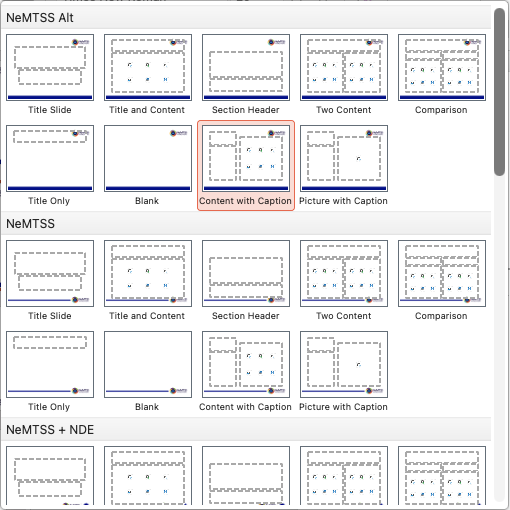 NeMTSS Alt
Title Slide
Title and Content
Section Header
Two Content
Comparison
Title Only
Blank
Content with Caption
Picture with Caption
NeMTSS
Title Slide
Title and Content
Section Header
Two Content
Comparison
Title Only
Blank
Content with Caption
Picture with Caption
NeMTSS + NDE